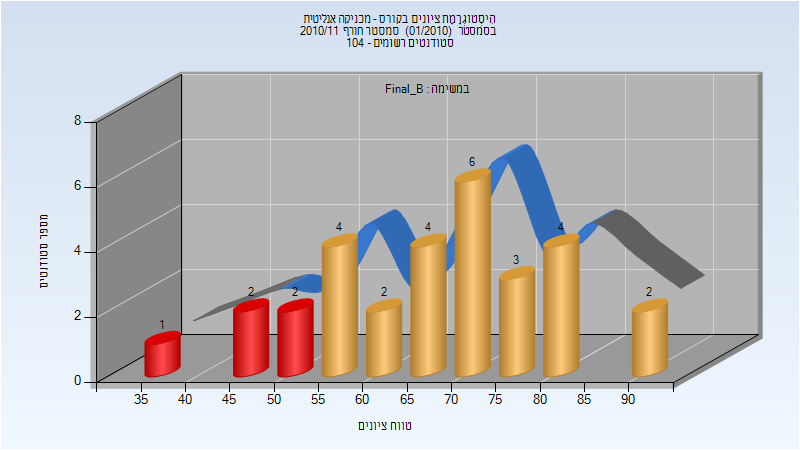 היסטוגרמת ציונים בקורס - מכניקה אנליטית
בסמסטר (01/2010) סמסטר חורף 2010/11
סטודנטים רשומים - 104
במשימה : Final_B
מספר סטודנטים
8
6
4
2
0
1
2
2
4
2
4
6
3
4
2
35 40 45 50 55 60 65 70 75 80 85 90
טווח ציונים